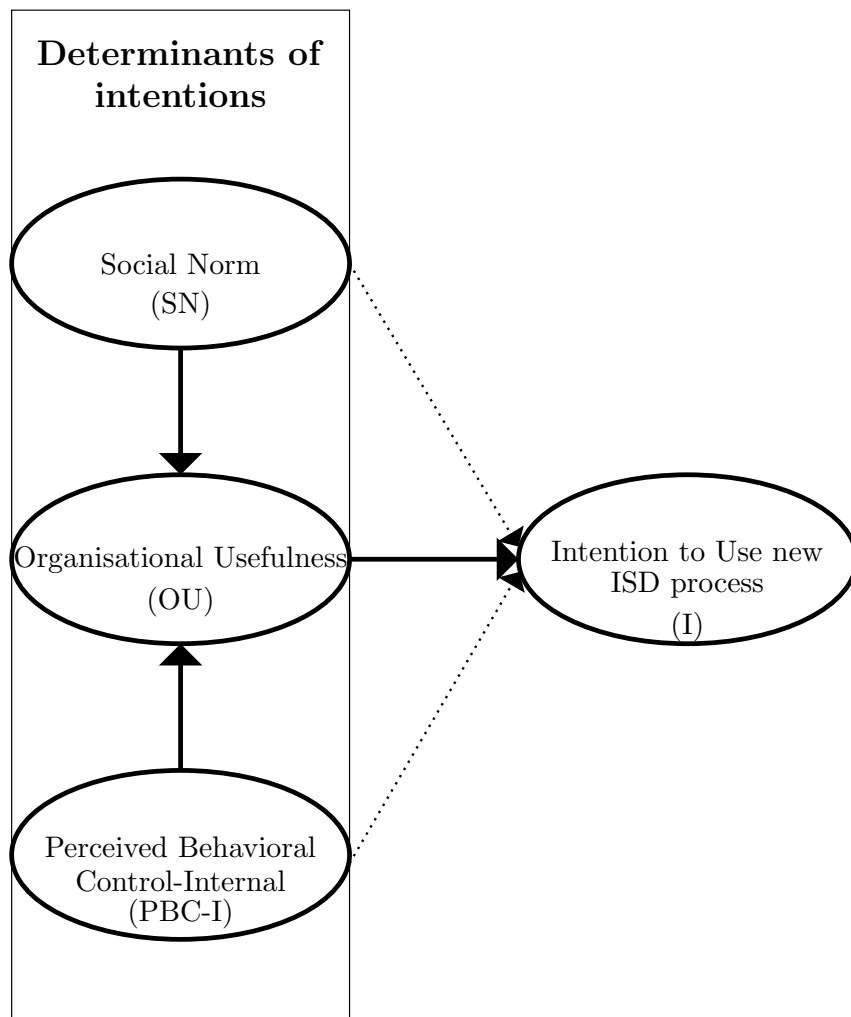 Determinants of
intentions
Social Norm
(SN)
Organisational Usefulness
(OU)
Intention to Use new
ISD process
(I)
Perceived Behavioral
Control-Internal
(PBC-I)